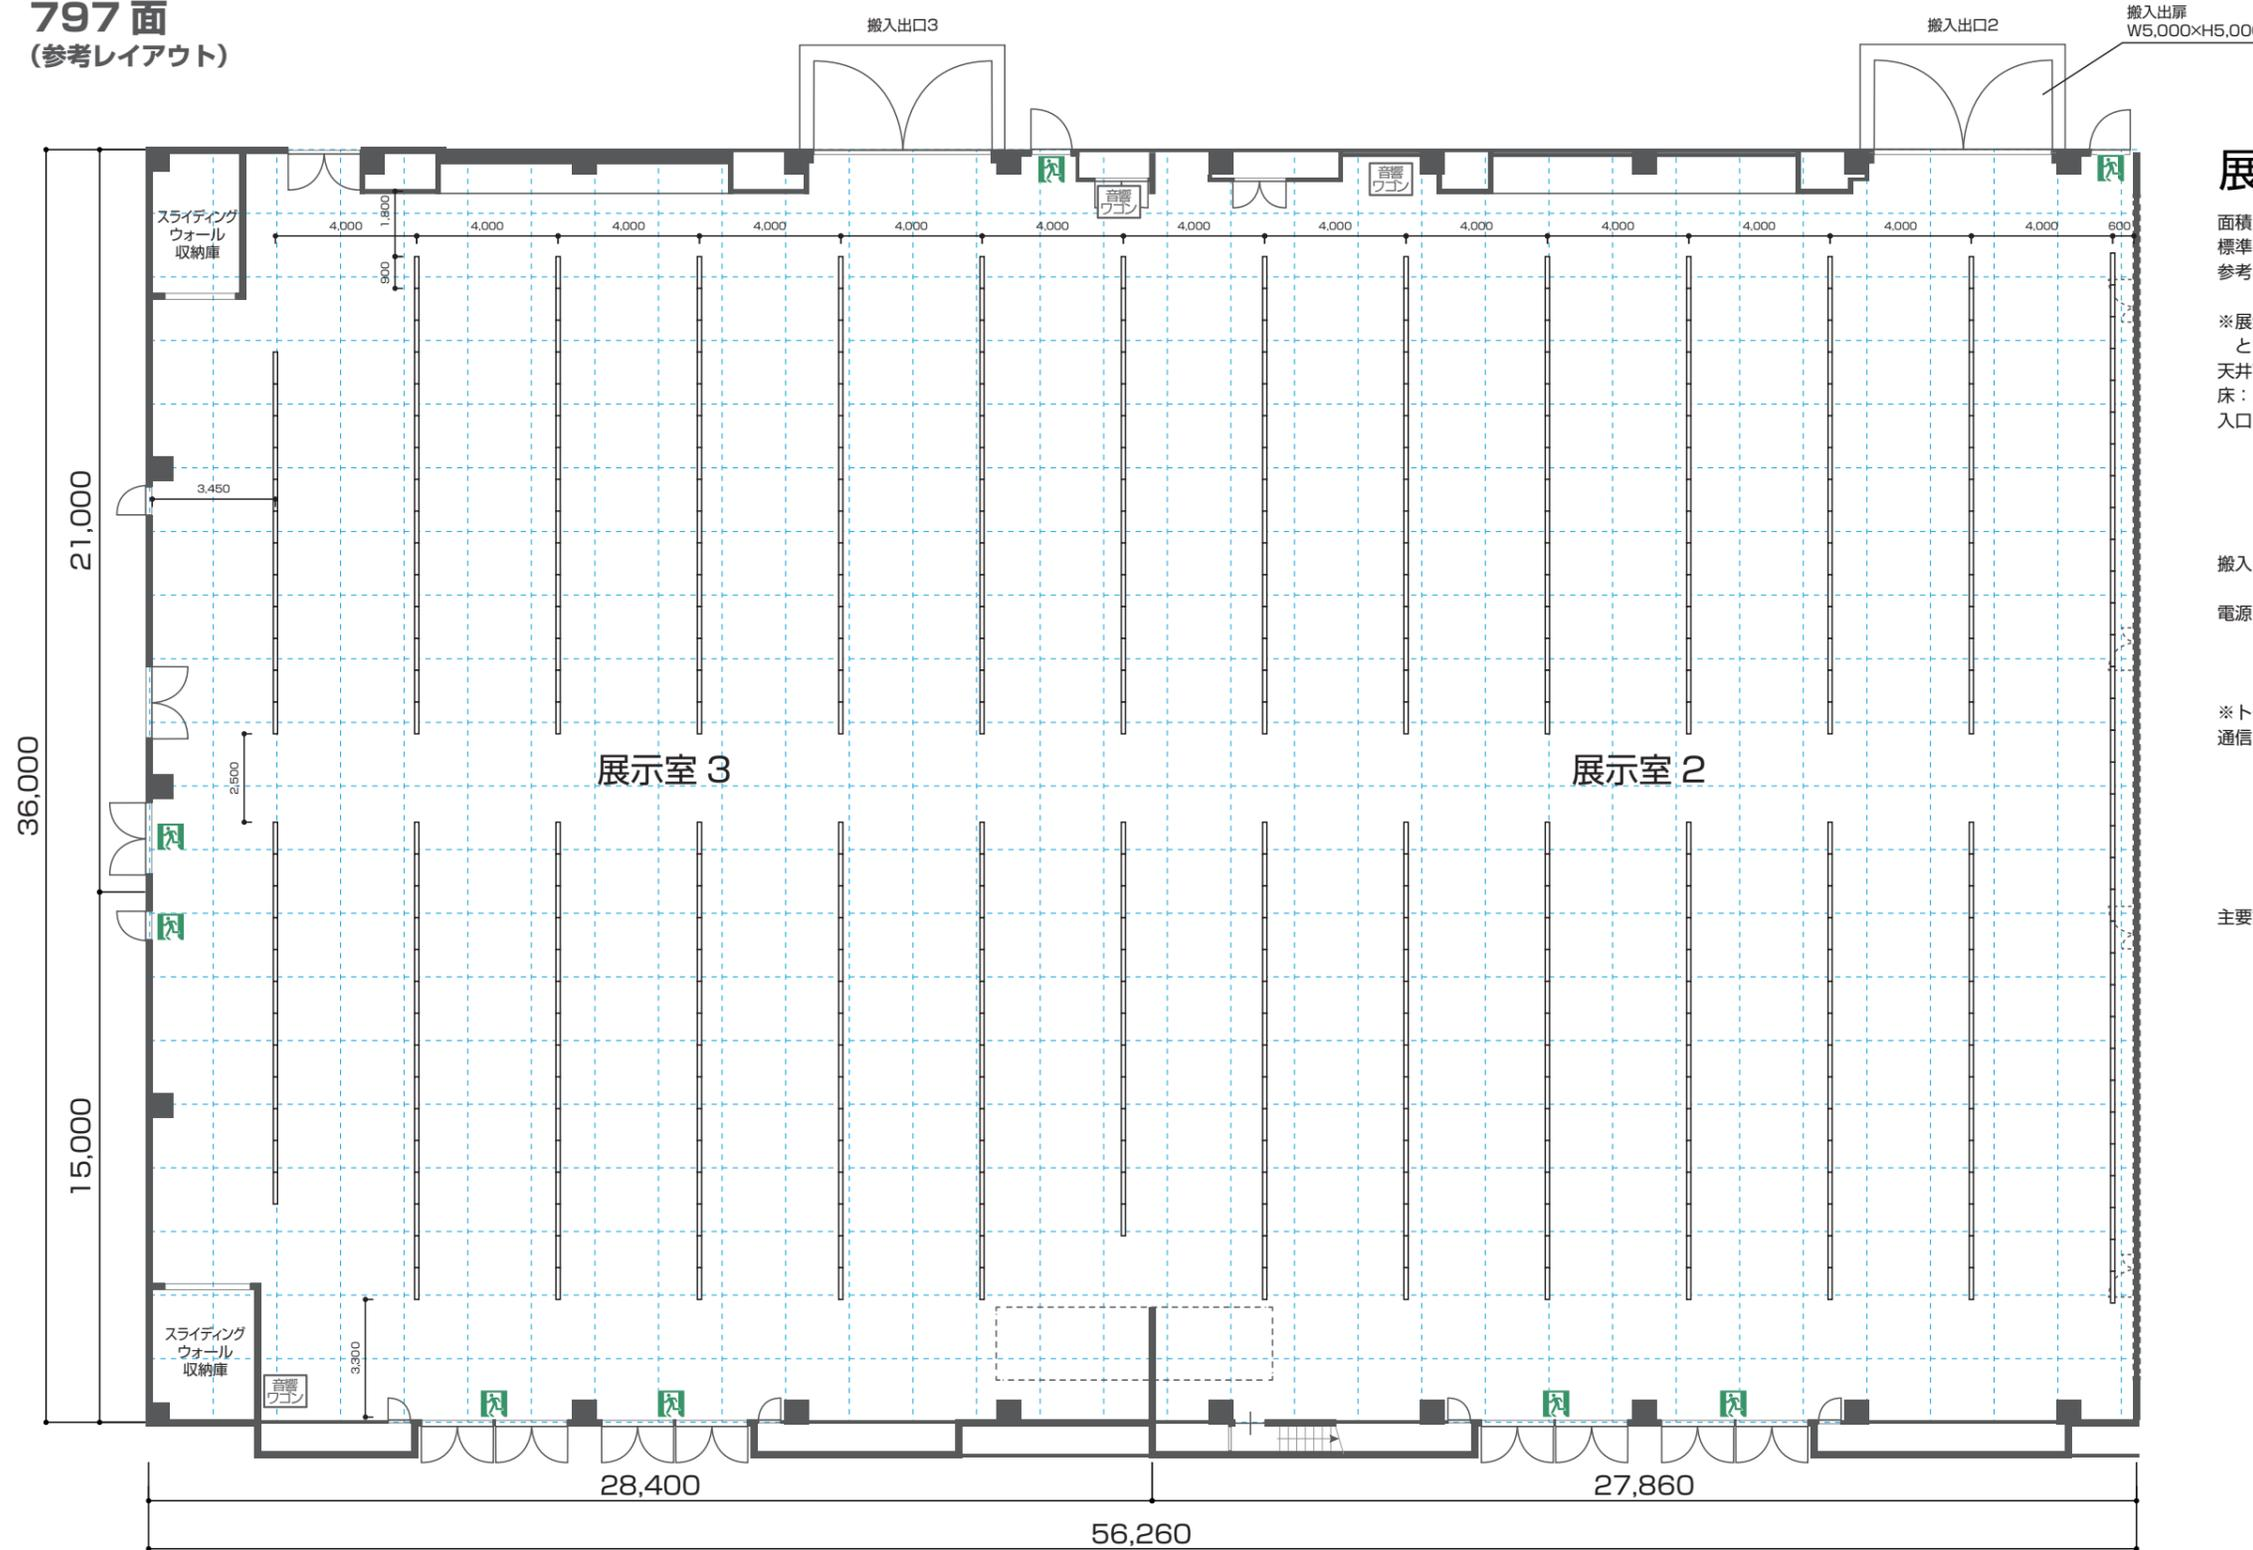 797 面
（参考レイアウト）
搬入出口3
搬入出口2
搬入出扉
W5,000×H5,00
スライディング
ウォール
収納庫
音響
ワゴン
音響
ワゴン
1,800
900
4,000
4,000
4,000
4,000
4,000
4,000
4,000
4,000
4,000
4,000
4,000
4,000
4,000
600
展
面積
標準
参考
※展
と
天井
床：
入口
搬入
電源
※ト
通信
主要
3,450
21,000
36,000
15,000
2,500
展示室 3
展示室 2
3,300
スライディング
ウォール
収納庫
音響
ワゴン
28,400
27,860
56,260